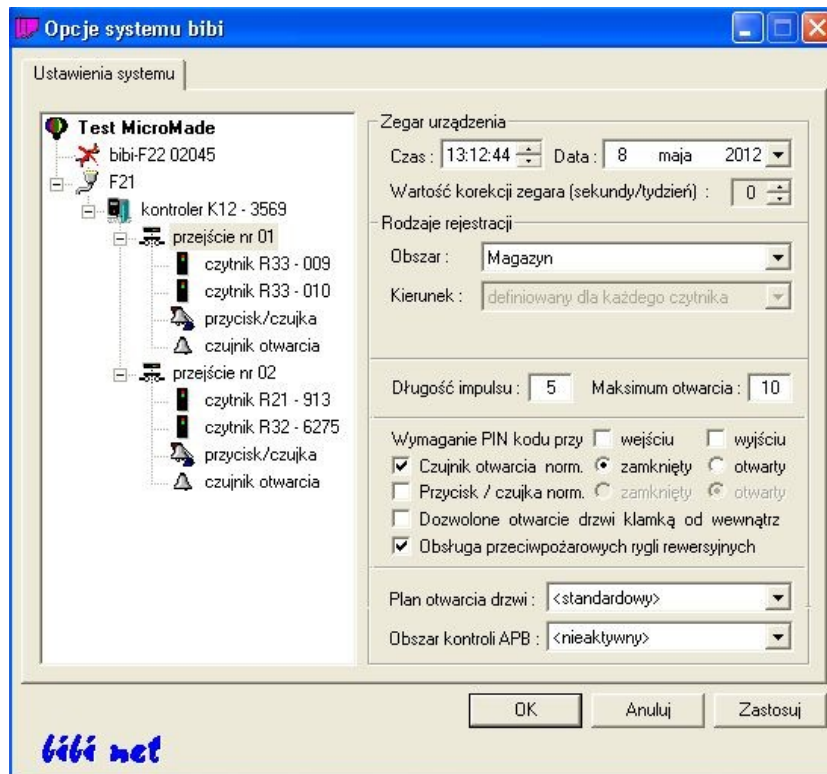 Opcje systemu bibi
Ustawienia systemu
Test MicroMade
bibi-F22 02045
F21
kontroler K12 - 3569
przejście nr 01
czytnik R33 - 009
czytnik R33 - 010
przycisk/czujka
czujnik otwarcia
przejście nr 02
czytnik R21 - 913
czytnik R32 - 6275
przycisk/czujka
czujnik otwarcia
Zegar urządzenia
Czas : 13:12:44 Data : 8 maja 2012
Wartość korekcji zegara (sekundy/tydzień) : 0
Rodzaje rejestracji
Obszar : Magazyn
Kierunek : definiowany dla każdego czytnika
Długość impulsu : 5 Maksimum otwarcia : 10
Wymaganie PIN kodu przy wejściu wyjściu
Czujnik otwarcia norm. zamknięty otwarty
Przycisk / czujka norm. zamknięty otwarty
Dozwolone otwarcie drzwi klamką od wewnątrz
Obsługa przeciwpożarowych rygli rewersyjnych
Plan otwarcia drzwi : <standardowy>
Obszar kontroli APB : <nieaktywny>
OK Anuluj Zastosuj
bibi net